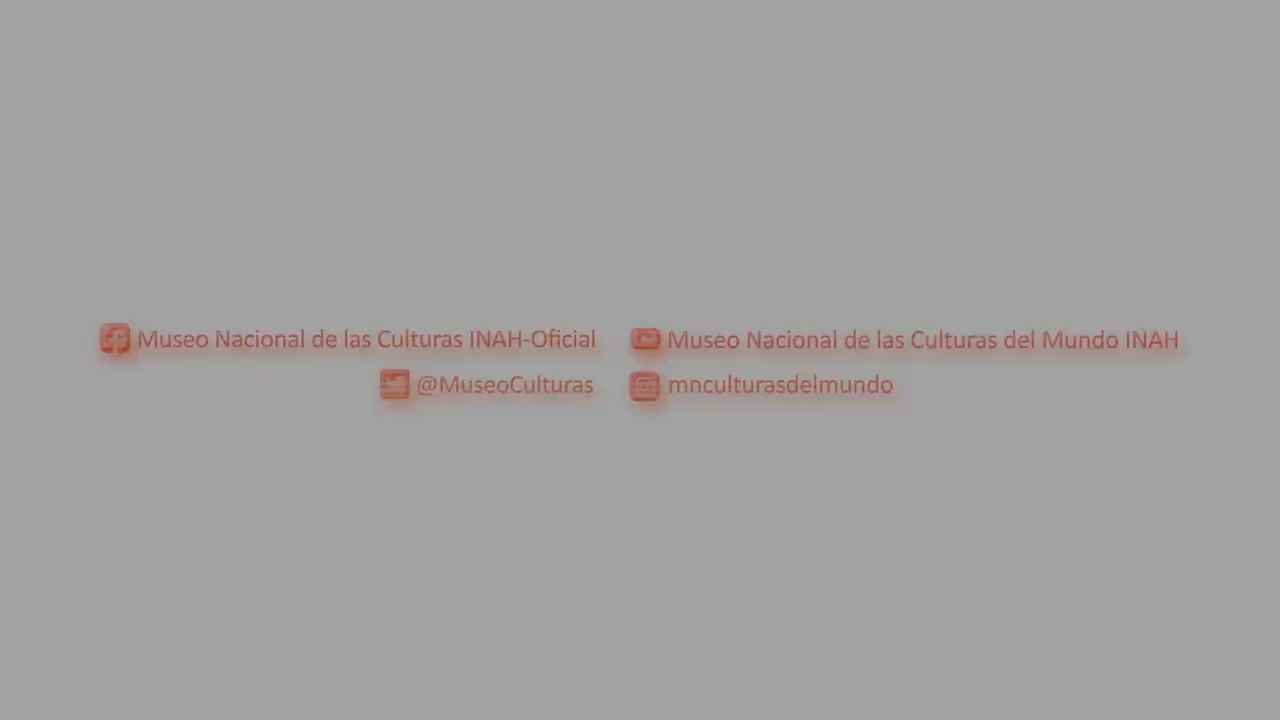 Museo Nacional de las Culturas INAH-Oficial
Museo Nacional de las Culturas del Mundo INAH
@MuseoCulturas
mnculturasdelmundo